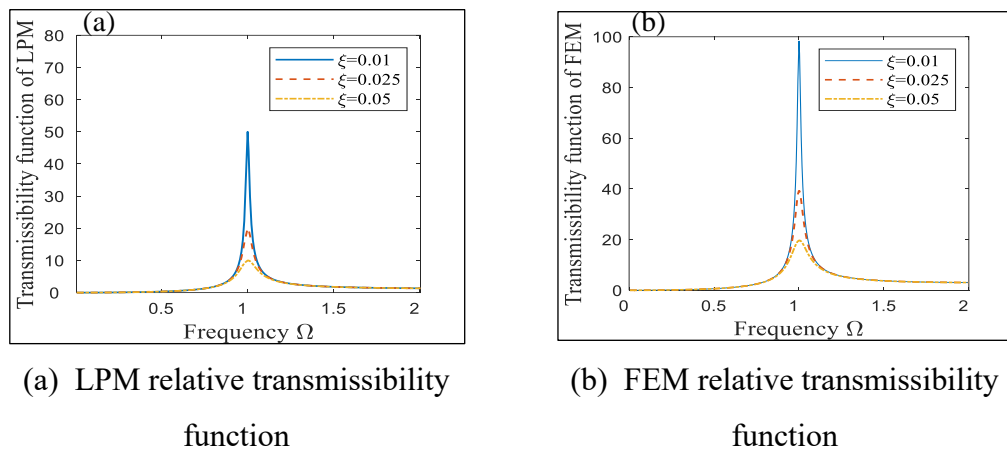 (a)
Transmissibility function of LPM
80
70
60
50
40
30
20
10
0
0.5
1
1.5
2
Frequency Ω
ξ=0.01
ξ=0.025
ξ=0.05
(b)
Transmissibility function of FEM
100
80
60
40
20
0
0
0.5
1
1.5
2
Frequency Ω
ξ=0.01
ξ=0.025
ξ=0.05
(a) LPM relative transmissibility
function
(b) FEM relative transmissibility
function